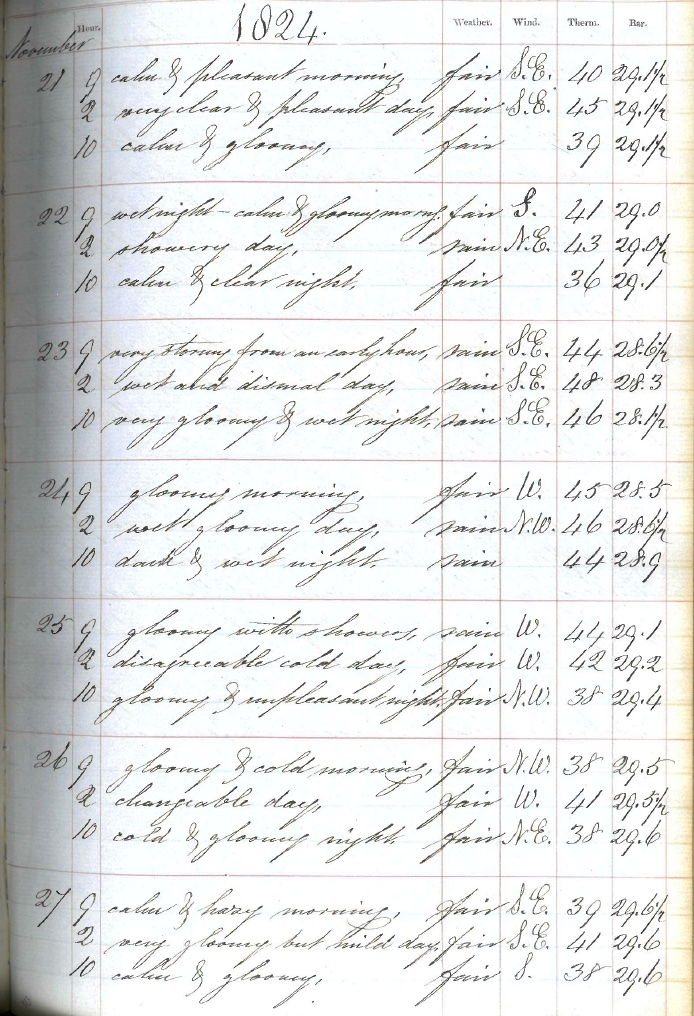 1824.
November Hour. Weather. Wind. Therm. Bar.
21 9 calm & pleasant morning, fair S.E. 40 29.1½
2 very clear & pleasant day, fair S.E. 45 29.1½
10 calm & gloomy, fair 39 29.1½
22 9 wet night - calm & gloomy morng. fair S. 41 29.0
2 showery day, rain N.E. 43 29.0½
10 calm & clear night, fair 36 29.1
23 9 very stormy from an early hour, rain S.E. 44 28.6½
2 wet and dismal day, rain S.E. 48 28.3
10 very gloomy & wet night, rain S.E. 46 28.1½
24 9 gloomy morning, fair W. 45 28.5
2 wet gloomy day, rain N.W. 46 28.6½
10 dark & wet night. rain 44 28.9
25 9 gloomy with showers, rain W. 44 29.1
2 disagreeable cold day, fair W. 42 29.2
10 gloomy & unpleasant night. fair N.W. 38 29.4
26 9 gloomy & cold morning, fair N.W. 38 29.5
2 changeable day, fair W. 41 29.5½
10 cold & gloomy night. fair N.E. 38 29.6
27 9 calm & hazy morning, fair S.E. 39 29.6½
2 very gloomy but mild day, fair S.E. 41 29.6
10 calm & gloomy, fair S. 38 29.6